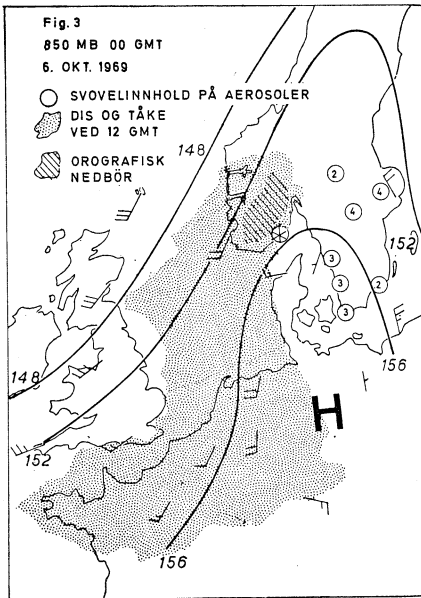 Fig. 3
850 MB 00 GMT
6. OKT. 1969
SVOVELINNHOLD PÅ AEROSOLER
DIS OG TÅKE
VED 12 GMT
OROGRAFISK
NEDBÖR
148
2
4
4
152
3
3
2
3
148
156
H
152
156